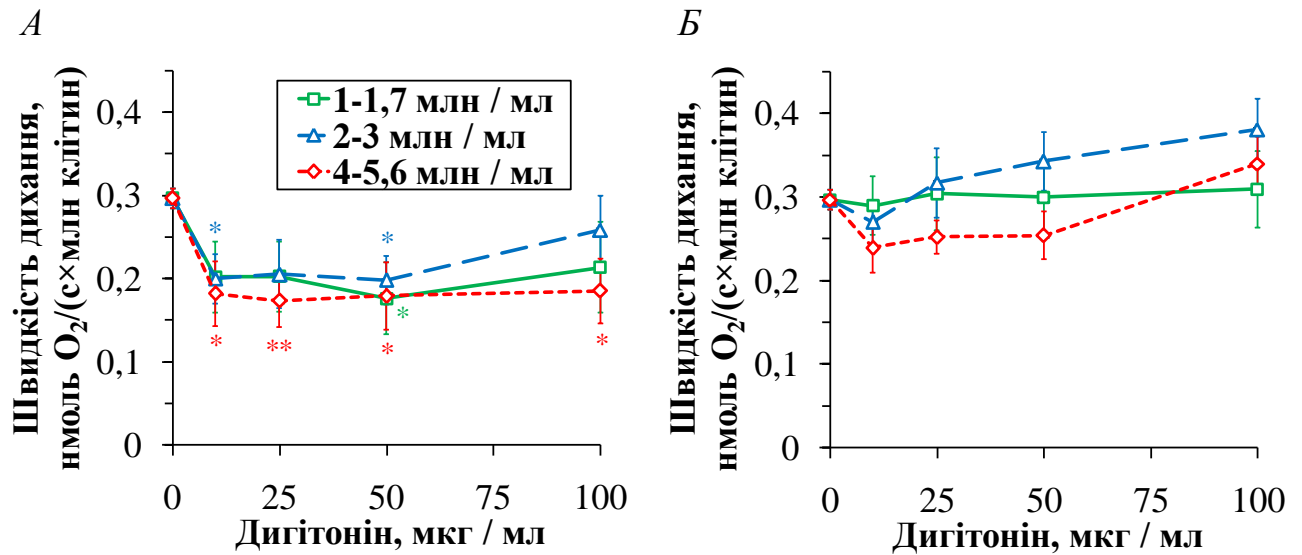 А
Швидкість дихання,
нмоль O₂/(с×млн клітин)
0,4
0,3
0,2
0,1
0
1-1,7 млн / мл
2-3 млн / мл
4-5,6 млн / мл
* *
*
* ** * *
0 25 50 75 100
Дигітонін, мкг / мл
Б
Швидкість дихання,
нмоль O₂/(с×млн клітин)
0,4
0,3
0,2
0,1
0
0 25 50 75 100
Дигітонін, мкг / мл